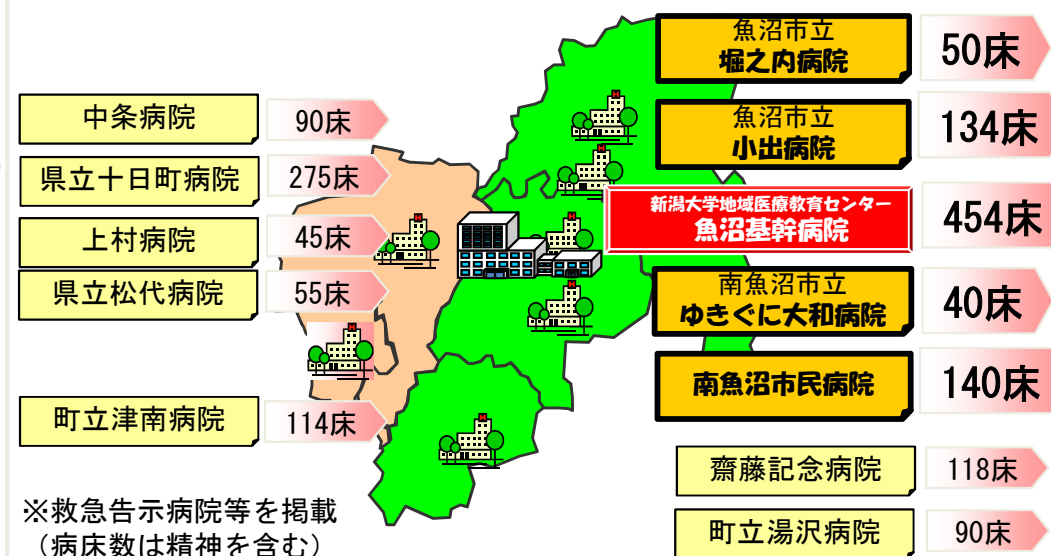 中条病院
90床
県立十日町病院
275床
上村病院
45床
県立松代病院
55床
町立津南病院
114床
※救急告示病院等を掲載
（病床数は精神を含む）
魚沼市立
堀之内病院
50床
魚沼市立
小出病院
134床
新潟大学地域医療教育センター
魚沼基幹病院
454床
南魚沼市立
ゆきぐに大和病院
40床
南魚沼市民病院
140床
齋藤記念病院
118床
町立湯沢病院
90床